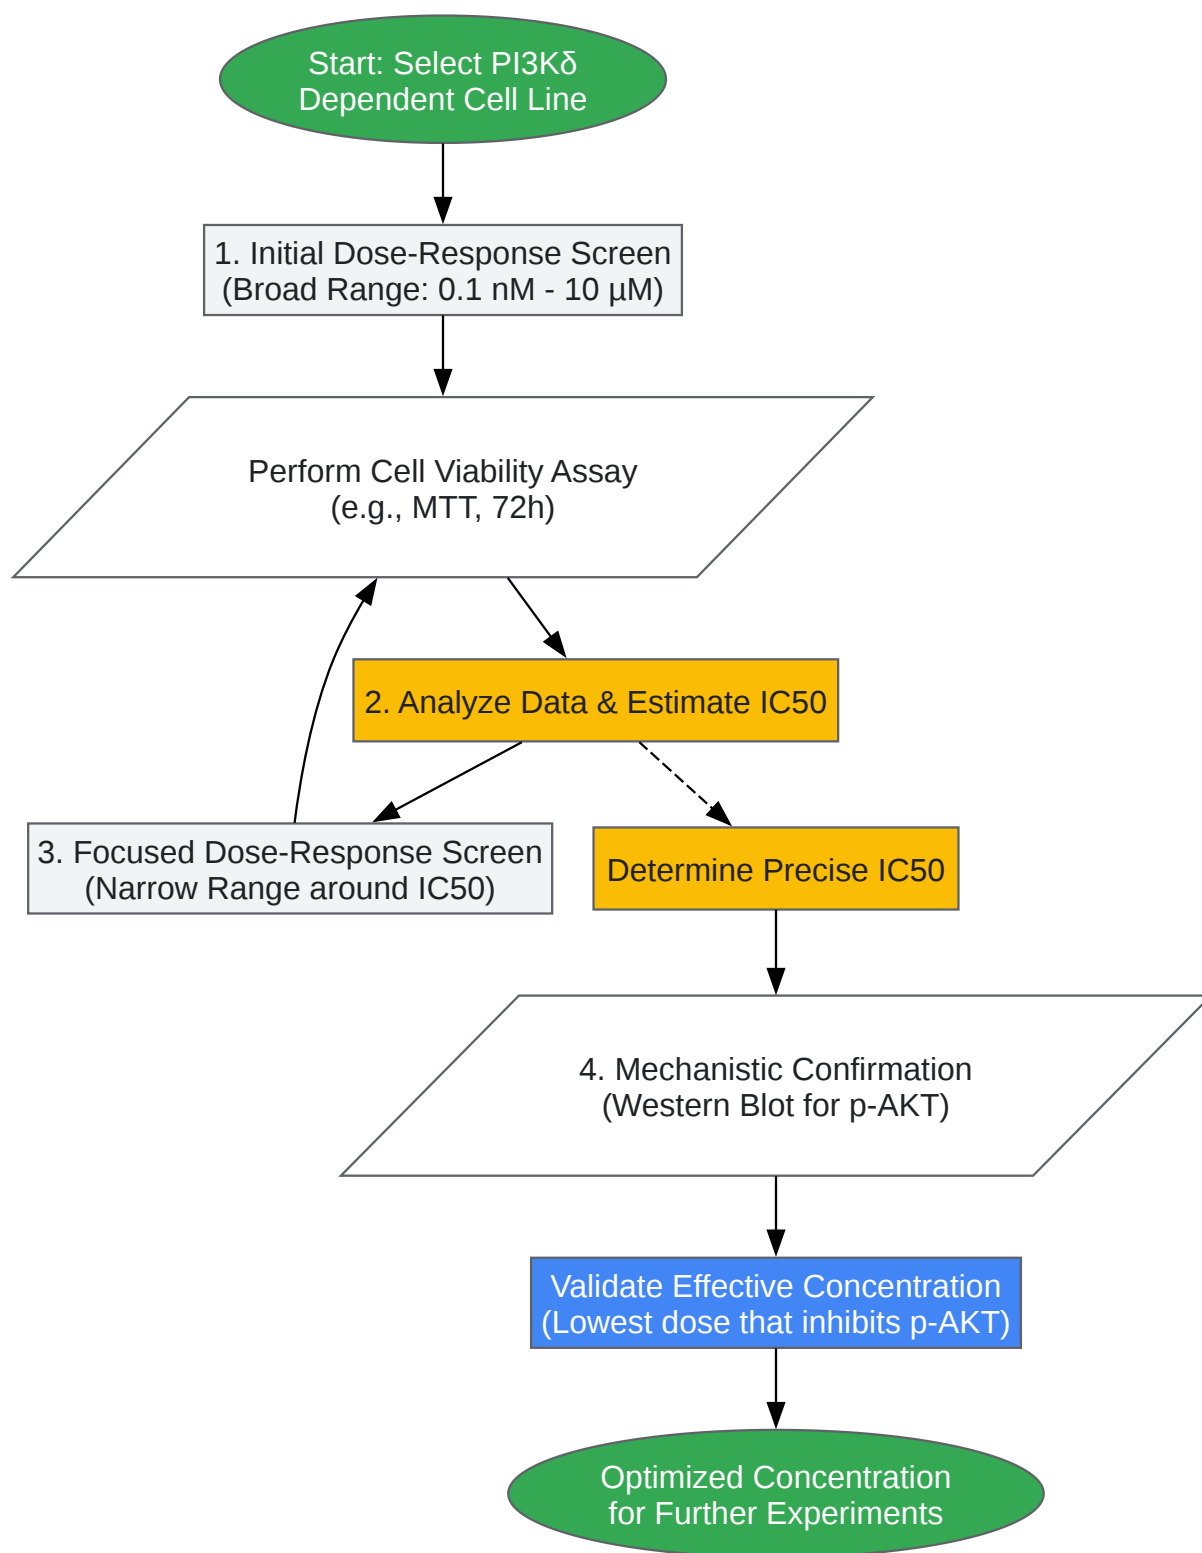 Start: Select PI3Kδ
Dependent Cell Line
1. Initial Dose-Response Screen
(Broad Range: 0.1 nM - 10 µM)
Perform Cell Viability Assay
(e.g., MTT, 72h)
2. Analyze Data & Estimate IC50
3. Focused Dose-Response Screen
(Narrow Range around IC50)
Determine Precise IC50
4. Mechanistic Confirmation
(Western Blot for p-AKT)
Validate Effective Concentration
(Lowest dose that inhibits p-AKT)
Optimized Concentration
for Further Experiments